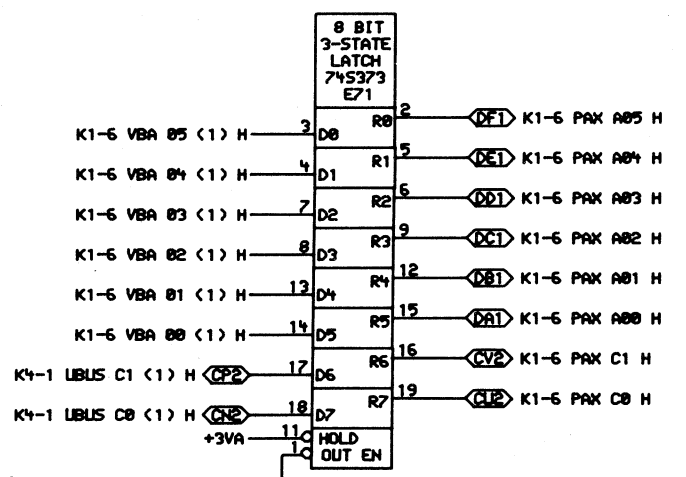 8 BIT
3-STATE
LATCH
74S373
E71
K1-6 VBA 05 (1) H 3 D0 R0 2 DF1 K1-6 PAX A05 H
K1-6 VBA 04 (1) H 4 D1 R1 5 DE1 K1-6 PAX A04 H
K1-6 VBA 03 (1) H 7 D2 R2 6 DD1 K1-6 PAX A03 H
K1-6 VBA 02 (1) H 8 D3 R3 9 DC1 K1-6 PAX A02 H
K1-6 VBA 01 (1) H 13 D4 R4 12 DB1 K1-6 PAX A01 H
K1-6 VBA 00 (1) H 14 D5 R5 15 DA1 K1-6 PAX A00 H
K4-1 UBUS C1 (1) H CP2 17 D6 R6 16 CV2 K1-6 PAX C1 H
K4-1 UBUS C0 (1) H CN2 18 D7 R7 19 CU2 K1-6 PAX C0 H
+3VA 11 HOLD
1 OUT EN